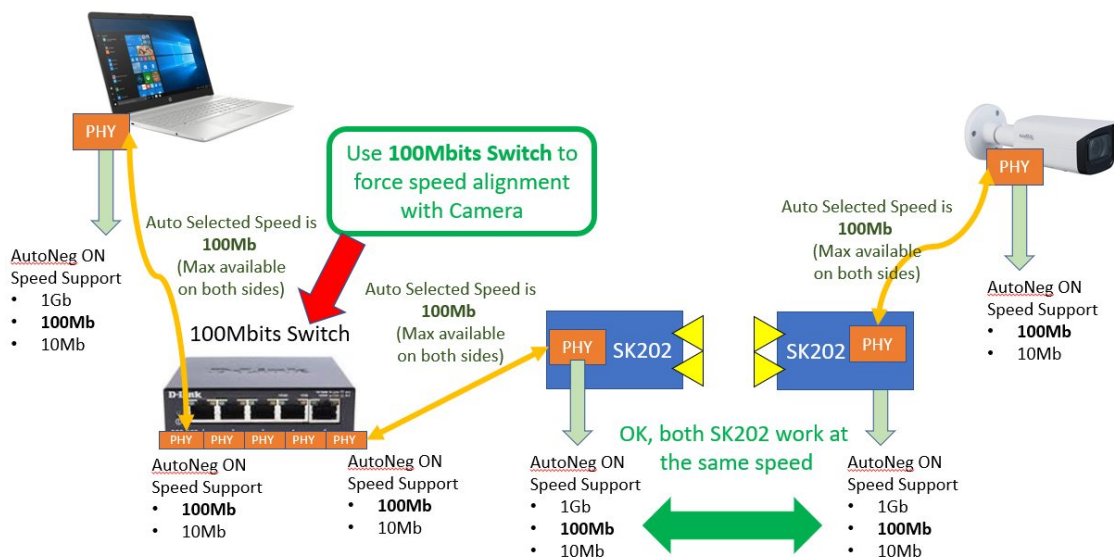 PHY
AutoNeg ON
Speed Support
• 1Gb
• 100Mb
• 10Mb
Auto Selected Speed is
100Mb
(Max available
on both sides)
Use 100Mbits Switch to
force speed alignment
with Camera
100Mbits Switch
D-Link
D-Link
PHY PHY PHY PHY PHY
AutoNeg ON
Speed Support
• 100Mb
• 10Mb
AutoNeg ON
Speed Support
• 100Mb
• 10Mb
Auto Selected Speed is
100Mb
(Max available
on both sides)
PHY
SK202
AutoNeg ON
Speed Support
• 1Gb
• 100Mb
• 10Mb
OK, both SK202 work at
the same speed
SK202
PHY
AutoNeg ON
Speed Support
• 1Gb
• 100Mb
• 10Mb
Auto Selected Speed is
100Mb
(Max available
on both sides)
PHY
AutoNeg ON
Speed Support
• 100Mb
• 10Mb